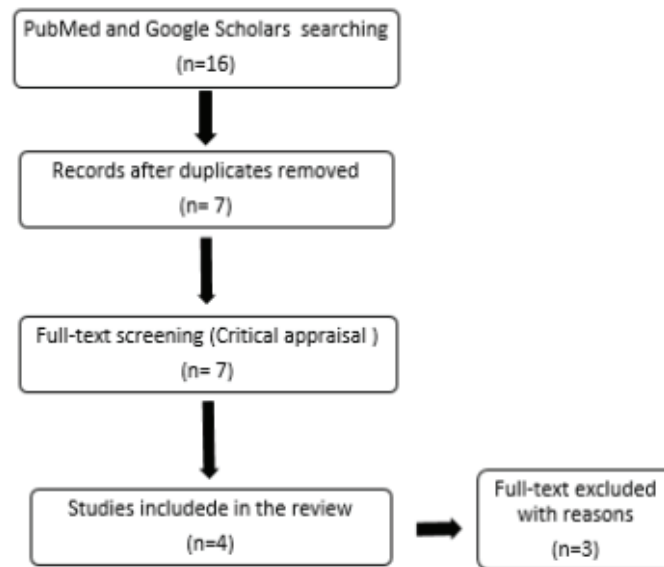 PubMed and Google Scholars searching
(n=16)
Records after duplicates removed
(n= 7)
Full-text screening (Critical appraisal )
(n= 7)
Studies includede in the review
(n=4)
Full-text excluded
with reasons
(n=3)